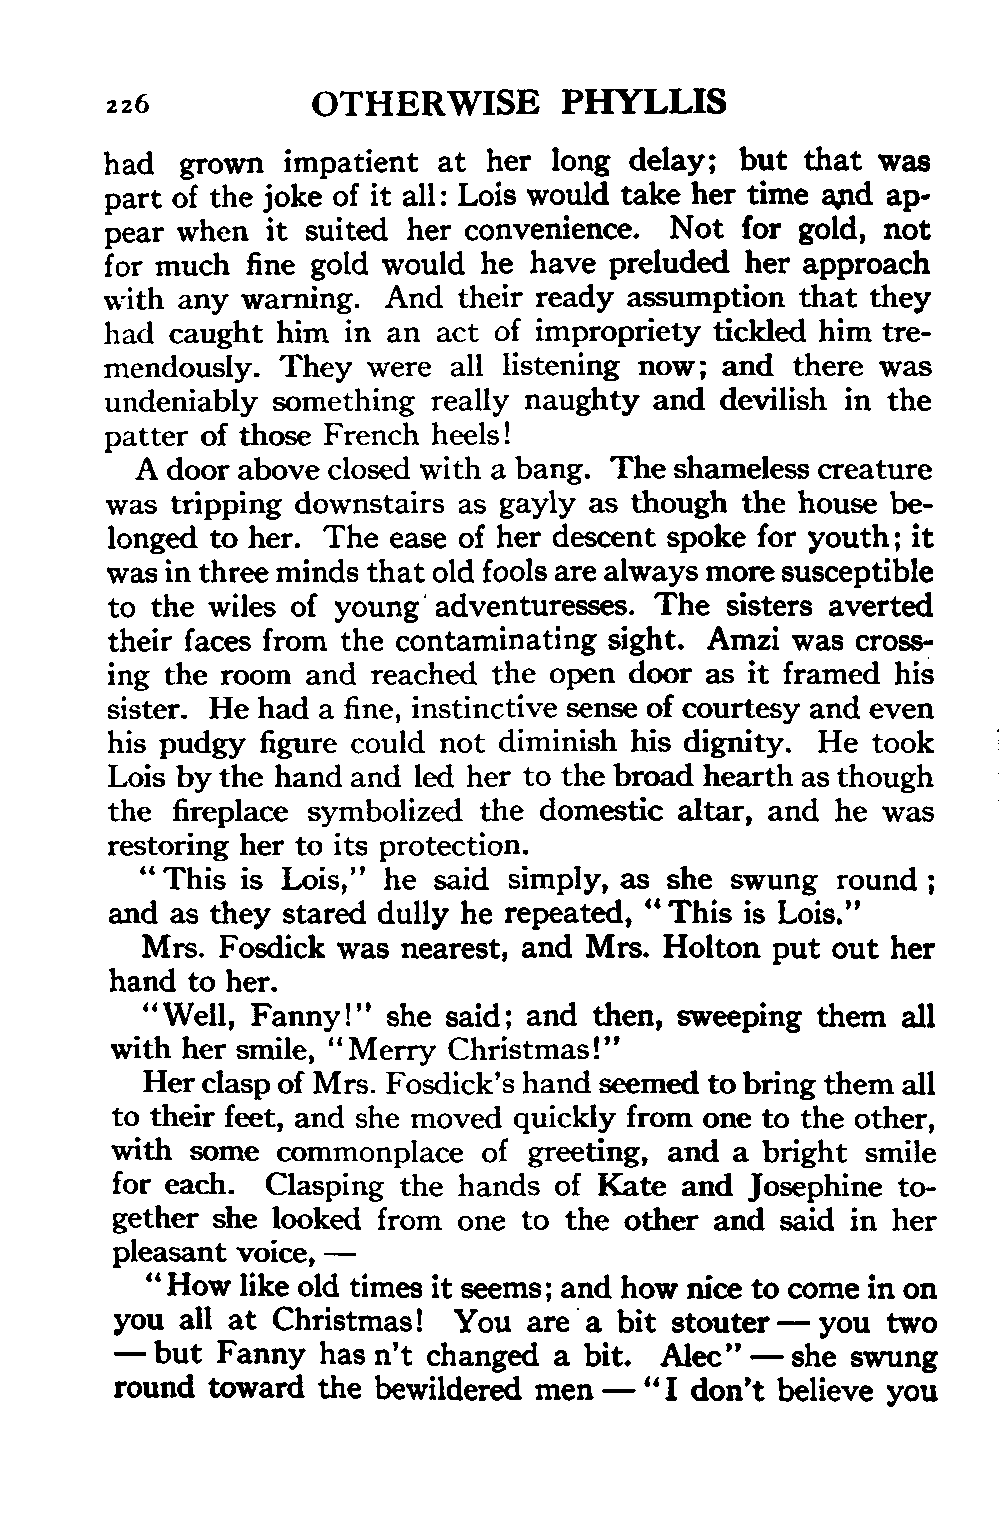 226 OTHERWISE PHYLLIS
had grown impatient at her long delay; but that was
part of the joke of it all: Lois would take her time and ap-
pear when it suited her convenience. Not for gold, not
for much fine gold would he have preluded her approach
with any warning. And their ready assumption that they
had caught him in an act of impropriety tickled him tre-
mendously. They were all listening now; and there was
undeniably something really naughty and devilish in the
patter of those French heels!
A door above closed with a bang. The shameless creature
was tripping downstairs as gayly as though the house be-
longed to her. The ease of her descent spoke for youth; it
was in three minds that old fools are always more susceptible
to the wiles of young adventuresses. The sisters averted
their faces from the contaminating sight. Amzi was cross-
ing the room and reached the open door as it framed his
sister. He had a fine, instinctive sense of courtesy and even
his pudgy figure could not diminish his dignity. He took
Lois by the hand and led her to the broad hearth as though
the fireplace symbolized the domestic altar, and he was
restoring her to its protection.
"This is Lois," he said simply, as she swung round;
and as they stared dully he repeated, "This is Lois."
Mrs. Fosdick was nearest, and Mrs. Holton put out her
hand to her.
"Well, Fanny!" she said; and then, sweeping them all
with her smile, "Merry Christmas!"
Her clasp of Mrs. Fosdick's hand seemed to bring them all
to their feet, and she moved quickly from one to the other,
with some commonplace of greeting, and a bright smile
for each. Clasping the hands of Kate and Josephine to-
gether she looked from one to the other and said in her
pleasant voice, —
"How like old times it seems; and how nice to come in on
you all at Christmas! You are a bit stouter — you two
— but Fanny has n't changed a bit. Alec" — she swung
round toward the bewildered men — "I don't believe you